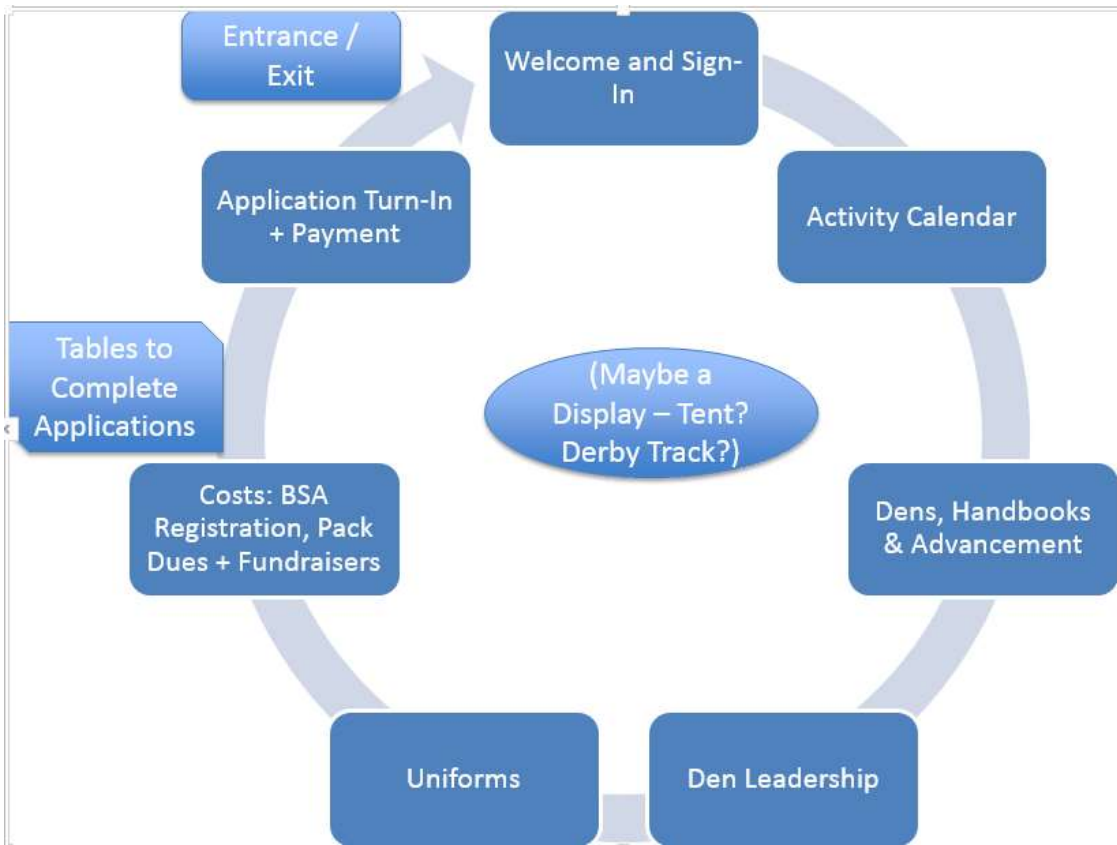 Entrance /
Exit
Welcome and Sign-
In
Activity Calendar
Dens, Handbooks
& Advancement
Den Leadership
Uniforms
Costs: BSA
Registration, Pack
Dues + Fundraisers
Tables to
Complete
Applications
Application Turn-In
+ Payment
(Maybe a
Display – Tent?
Derby Track?)